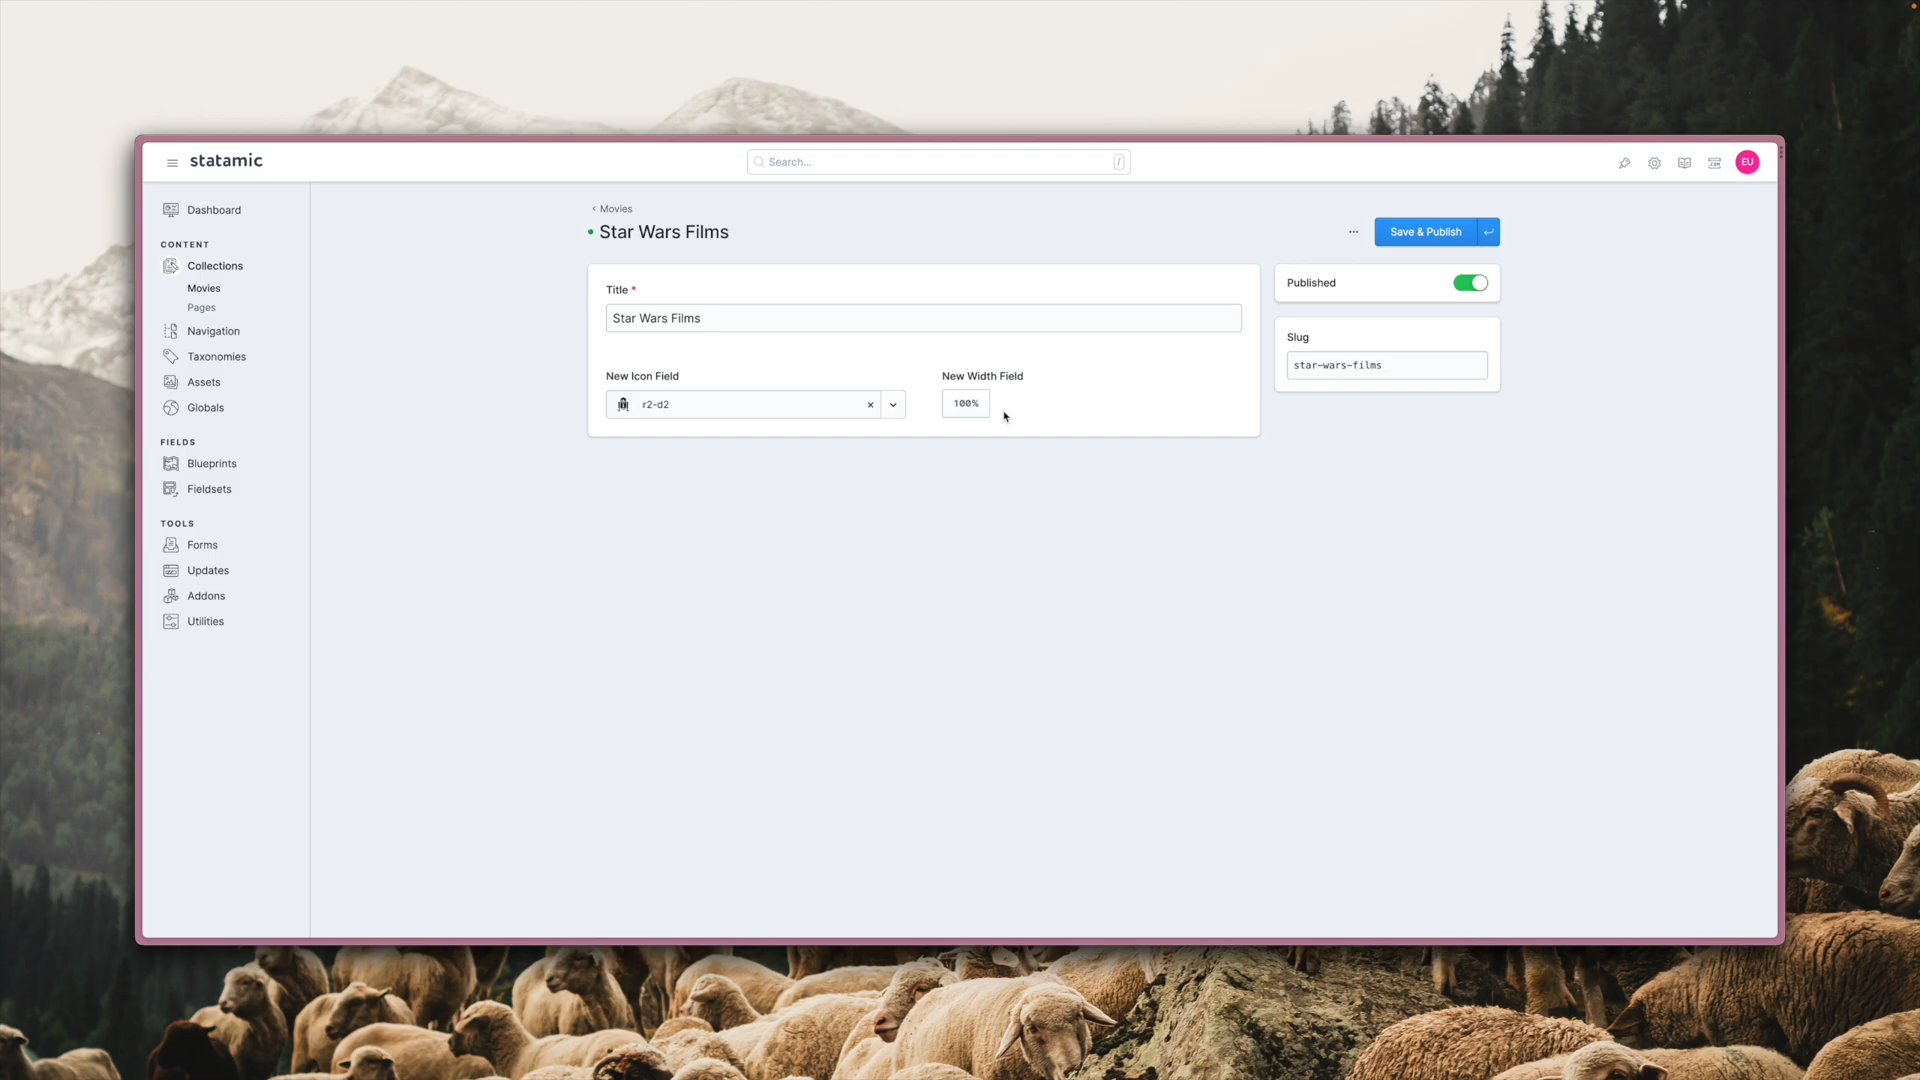 statamic
Search...
/
EU
Dashboard
CONTENT
Collections
Movies
Pages
Navigation
Taxonomies
Assets
Globals
FIELDS
Blueprints
Fieldsets
TOOLS
Forms
Updates
Addons
Utilities
Movies
Star Wars Films
Save & Publish
Title *
Star Wars Films
New Icon Field
New Width Field
r2-d2
100%
Published
Slug
star-wars-films